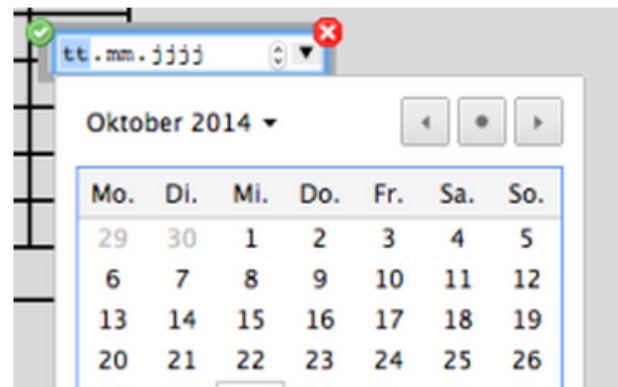 tt.mm.jjjj
Oktober 2014
Mo. Di. Mi. Do. Fr. Sa. So.
29 30 1 2 3 4 5
6 7 8 9 10 11 12
13 14 15 16 17 18 19
20 21 22 23 24 25 26